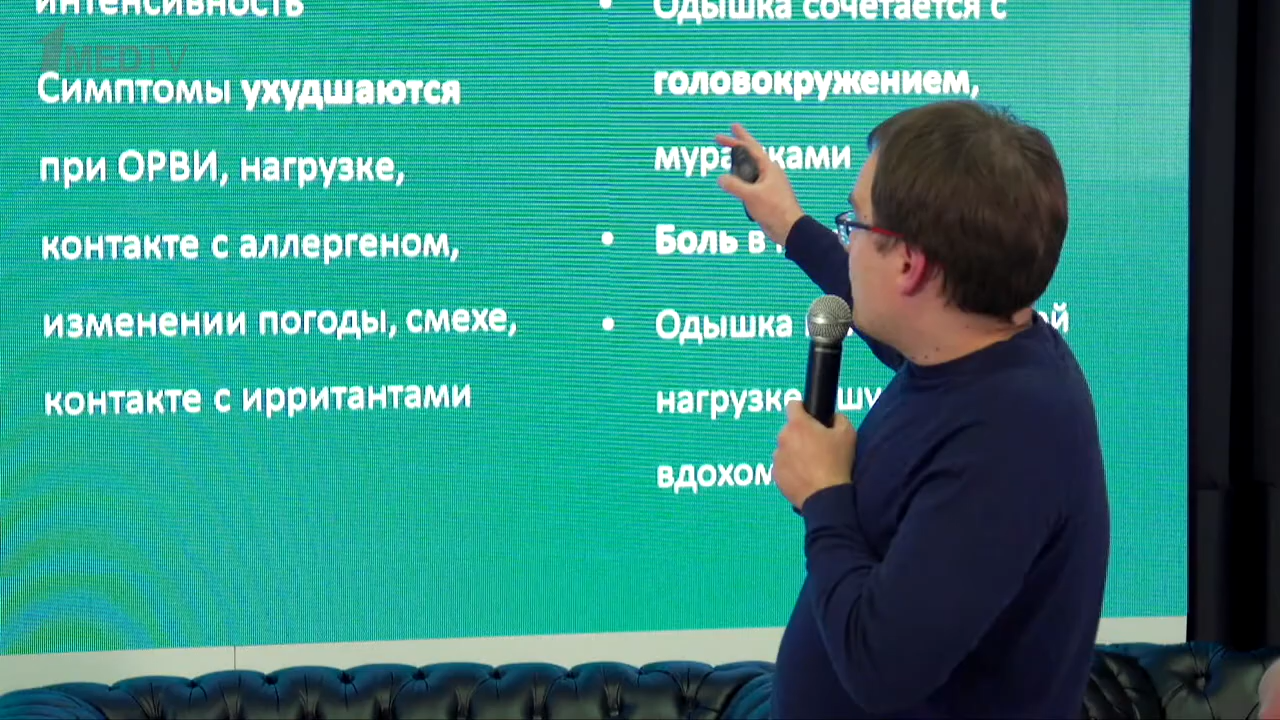 интенсивность
1MEDTV
Симптомы ухудшаются
при ОРВИ, нагрузке,
контакте с аллергеном,
изменении погоды, смехе,
контакте с ирритантами
Одышка сочетается с
головокружением,
Боль в
Одышка
нагрузке
вдохом